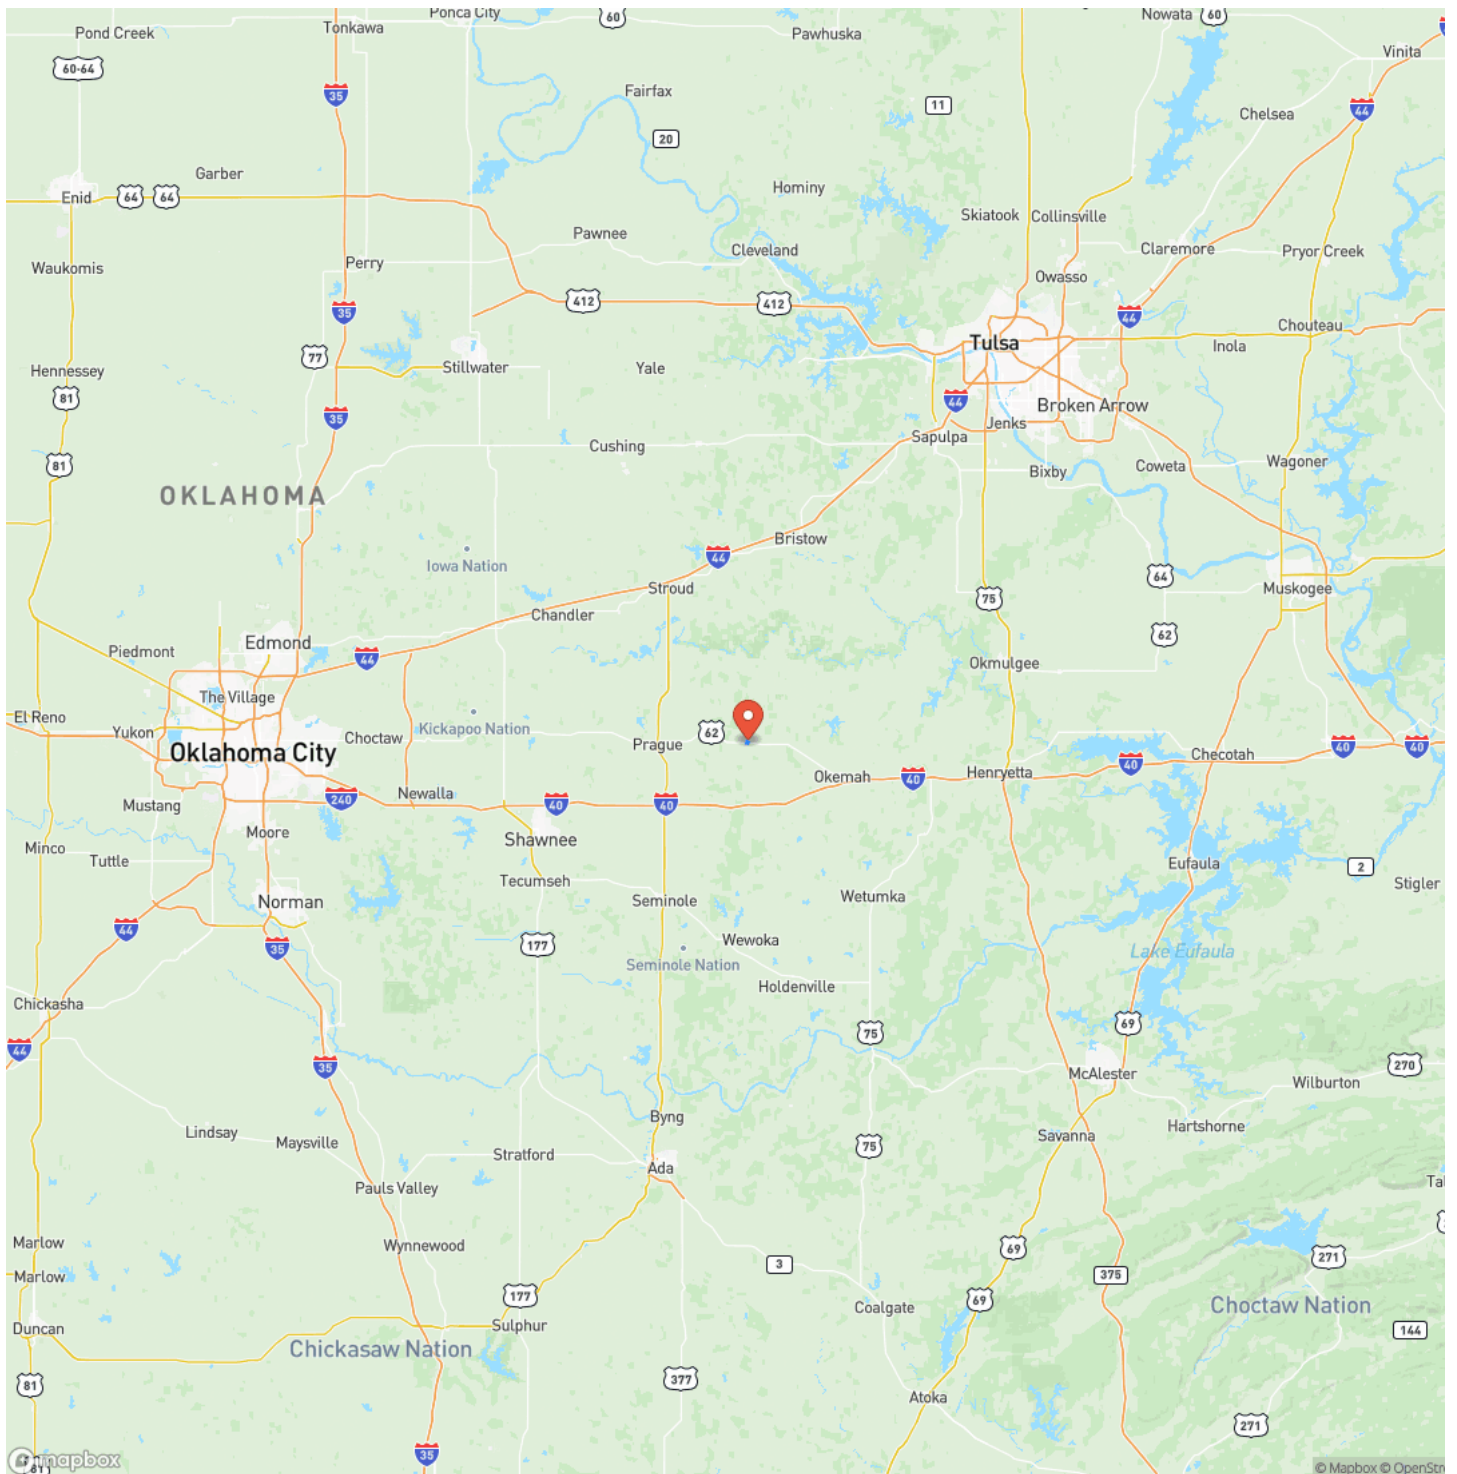 Ponca City
60
Nowata
60
Pond Creek
Tonkawa
Pawhuska
Vinita
60-64
35
Fairfax
11
44
Chelsea
20
Garber
Enid
64
64
Hominy
Skiatook
Collinsville
Pawnee
Cleveland
Claremore
Pryor Creek
Waukomis
Perry
Owasso
412
412
35
44
Chouteau
77
Tulsa
Inola
Hennessey
Stillwater
Yale
81
44
Broken Arrow
35
Jenks
Sapulpa
Cushing
81
Bixby
Coweta
Wagoner
OKLAHOMA
Bristow
44
Iowa Nation
64
Stroud
75
Muskogee
Chandler
62
Edmond
Piedmont
44
Okmulgee
The Village
El Reno
Kickapoo Nation
Yukon
Choctaw
Prague
62
40
40
Oklahoma City
Checotah
40
Henryetta
Okemah
40
Newalla
240
Mustang
40
40
Moore
Shawnee
Minco
Tuttle
Eufaula
2
Tecumseh
Stigler
Norman
Seminole
Wetumka
44
35
177
Wewoka
Lake Eufaula
Seminole Nation
Holdenville
Chickasha
69
75
44
35
270
McAlester
Wilburton
Byng
Lindsay
Maysville
75
Savanna
Hartshorne
Stratford
Ada
Pauls Valley
Tal
Marlow
Wynnewood
69
271
3
375
Marlow
177
69
Coalgate
Choctaw Nation
Duncan
Sulphur
144
Chickasaw Nation
81
377
Atoka
271
35
81
mapbox
© Mapbox © OpenStre